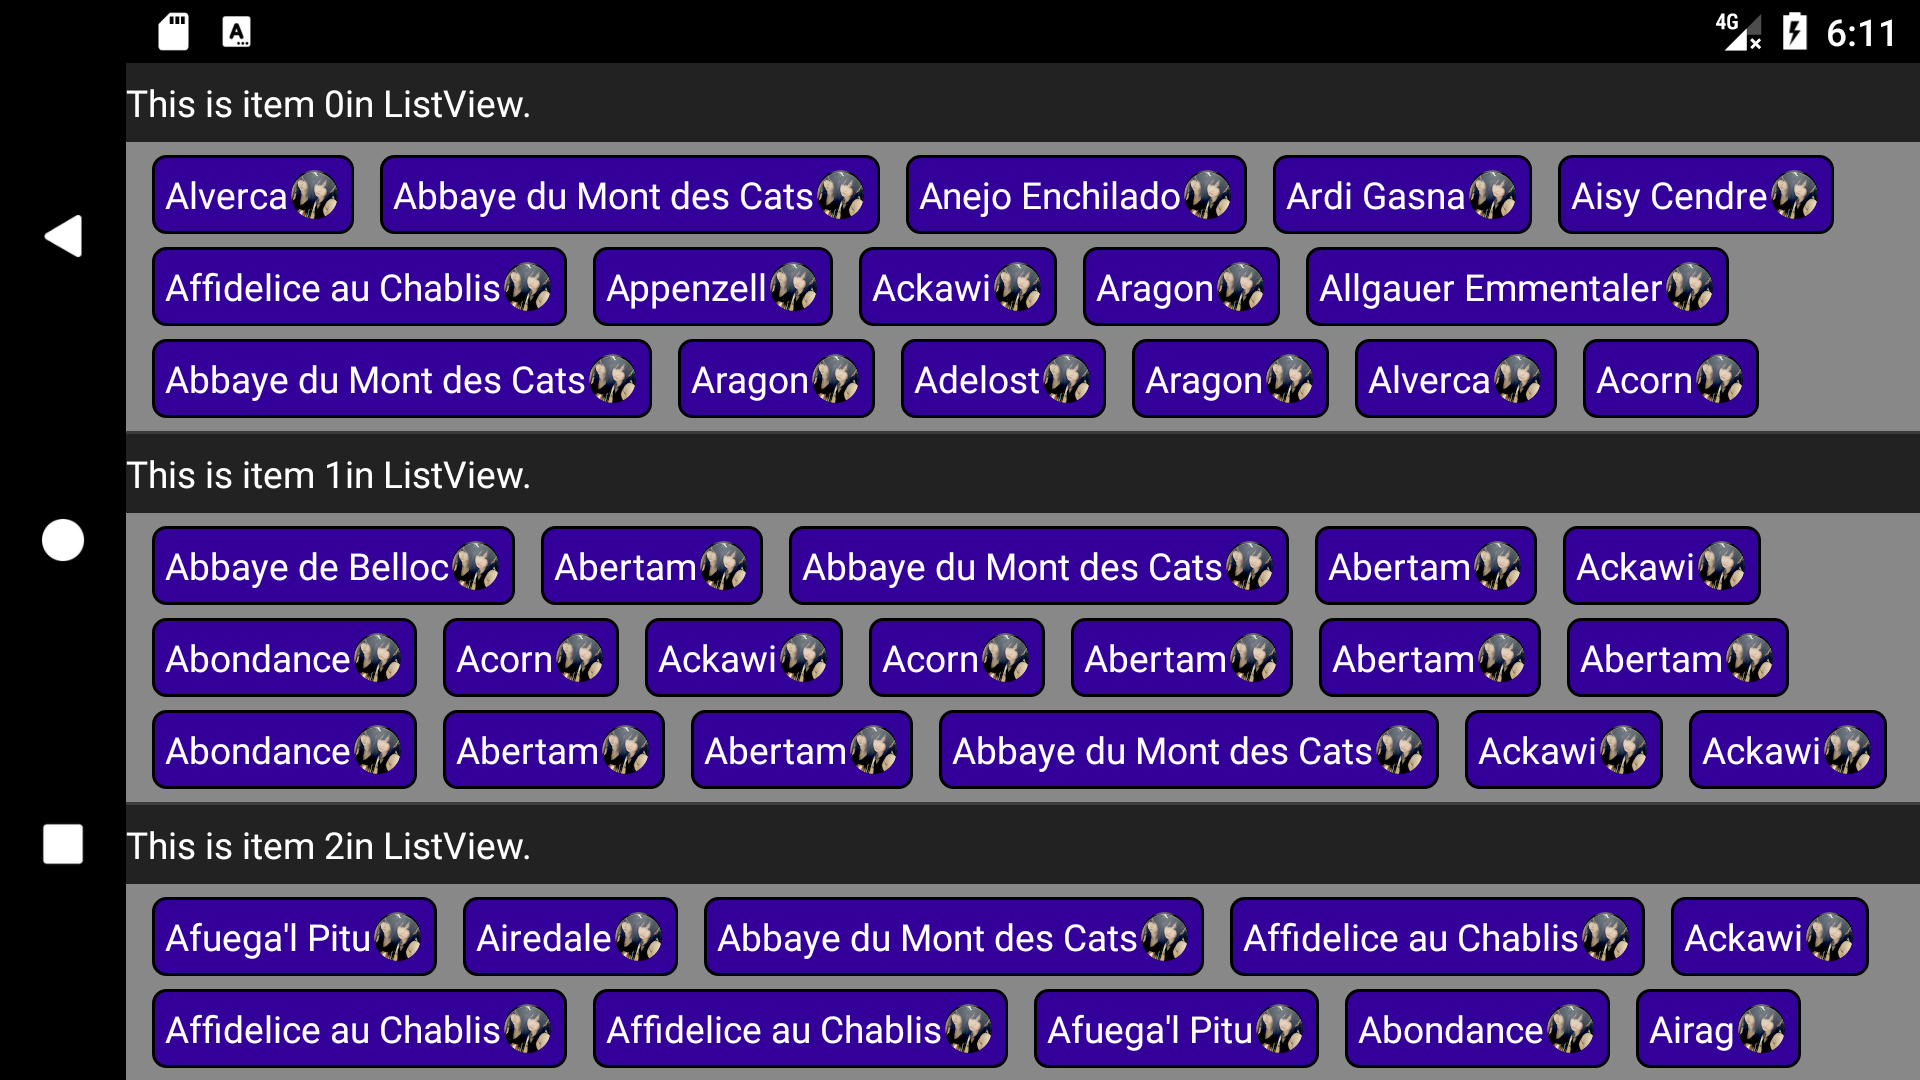 4G 6:11
This is item 0in ListView.
Alverca Abbaye du Mont des Cats Anejo Enchilado Ardi Gasna Aisy Cendre
Affidelice au Chablis Appenzell Ackawi Aragon Allgauer Emmentaler
Abbaye du Mont des Cats Aragon Adelost Aragon Alverca Acorn
This is item 1in ListView.
Abbaye de Belloc Abertam Abbaye du Mont des Cats Abertam Ackawi
Abondance Acorn Ackawi Acorn Abertam Abertam Abertam
Abondance Abertam Abertam Abbaye du Mont des Cats Ackawi Ackawi
This is item 2in ListView.
Afuega'l Pitu Airedale Abbaye du Mont des Cats Affidelice au Chablis Ackawi
Affidelice au Chablis Affidelice au Chablis Afuega'l Pitu Abondance Airag